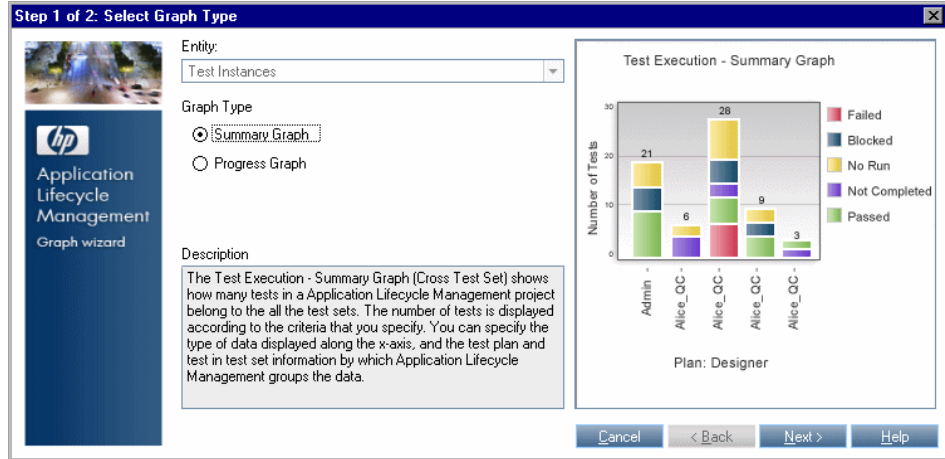 Step 1 of 2: Select Graph Type
Entity:
Test Instances
Graph Type
Summary Graph
Progress Graph
hp
Application
Lifecycle
Management
Graph wizard
Description
The Test Execution - Summary Graph (Cross Test Set) shows
how many tests in a Application Lifecycle Management project
belong to the all the test sets. The number of tests is displayed
according to the criteria that you specify. You can specify the
type of data displayed along the x-axis, and the test plan and
test in test set information by which Application Lifecycle
Management groups the data.
Test Execution - Summary Graph
Number of Tests
30
20
10
0
21
6
28
9
3
Admin -
Alice_QC -
Alice_QC -
Alice_QC -
Alice_QC -
Plan: Designer
Failed
Blocked
No Run
Not Completed
Passed
Cancel
< Back
Next >
Help